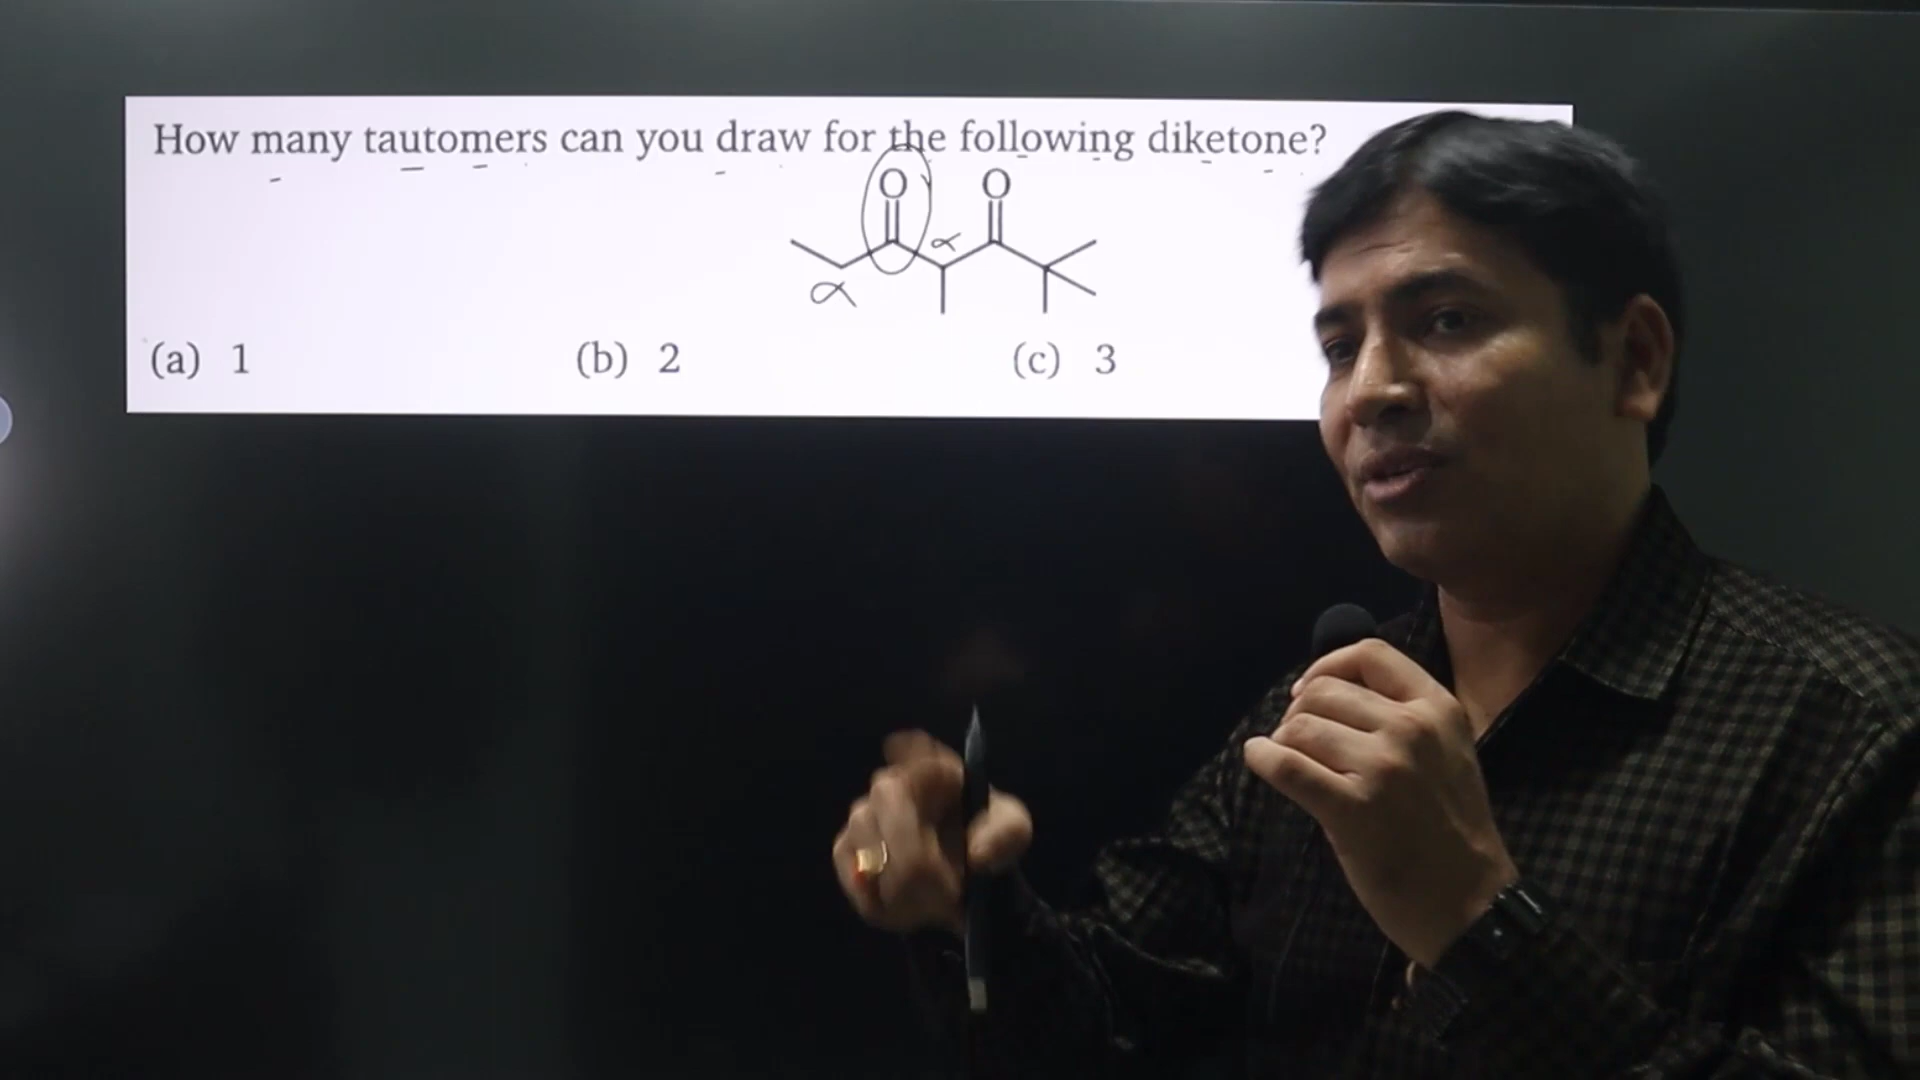 How many tautomers can you draw for the following diketone?
O O
α
α
(a) 1 (b) 2 (c) 3